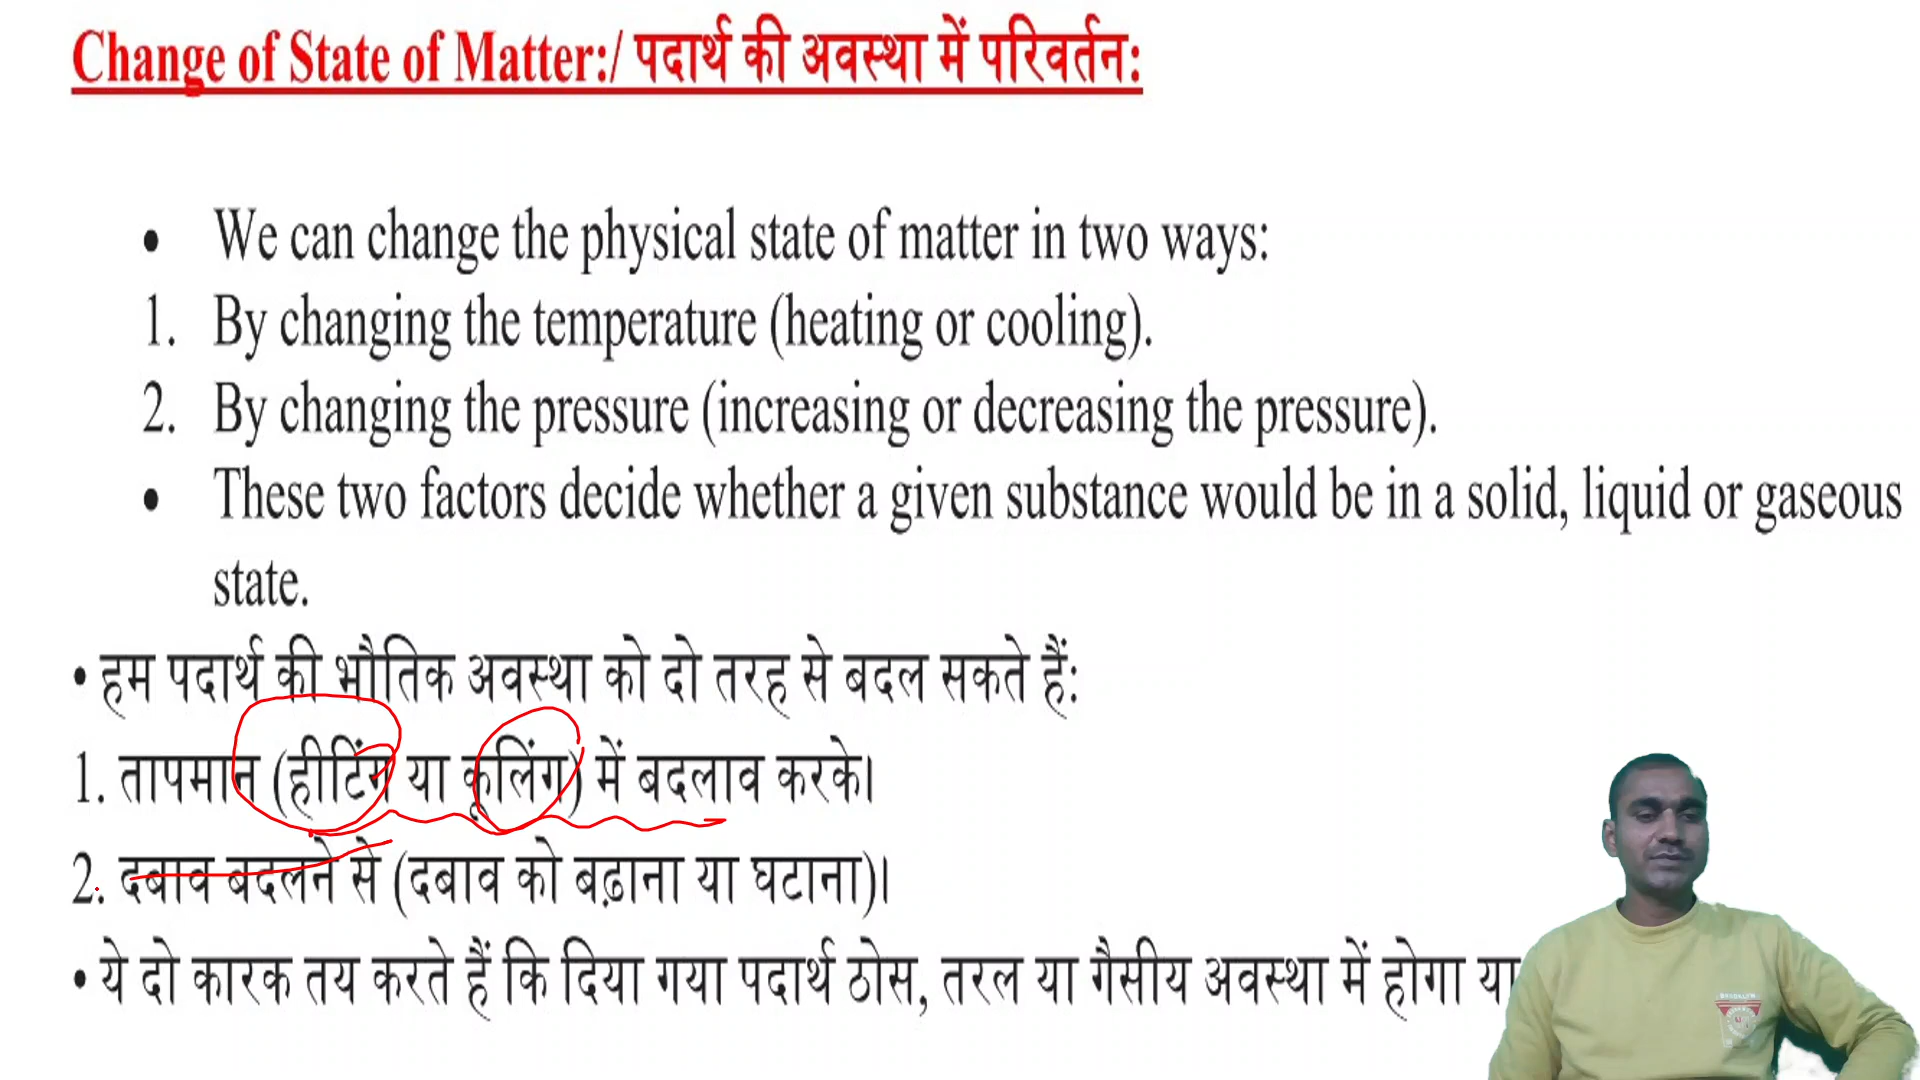 Change of State of Matter:/ पदार्थ की अवस्था में परिवर्तन:
• We can change the physical state of matter in two ways:
1. By changing the temperature (heating or cooling).
2. By changing the pressure (increasing or decreasing the pressure).
• These two factors decide whether a given substance would be in a solid, liquid or gaseous
state.
• हम पदार्थ की भौतिक अवस्था को दो तरह से बदल सकते हैं:
1. तापमान (हीटिंग या कूलिंग) में बदलाव करके।
2. दबाव बदलने से (दबाव को बढ़ाना या घटाना)।
• ये दो कारक तय करते हैं कि दिया गया पदार्थ ठोस, तरल या गैसीय अवस्था में होगा या
BROOKLYN